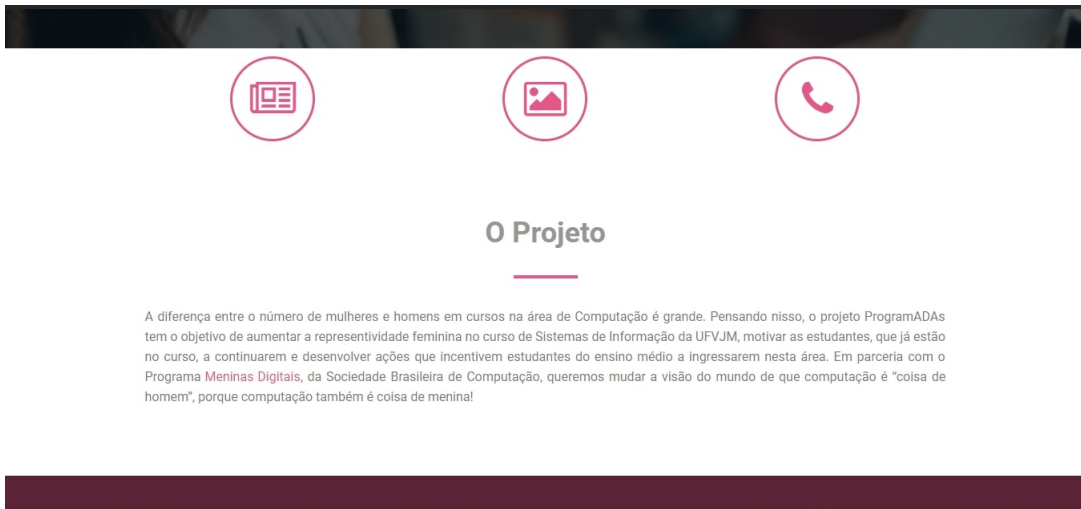 O Projeto
A diferença entre o número de mulheres e homens em cursos na área de Computação é grande. Pensando nisso, o projeto ProgramADAs
tem o objetivo de aumentar a representividade feminina no curso de Sistemas de Informação da UFVJM, motivar as estudantes, que já estão
no curso, a continuarem e desenvolver ações que incentivem estudantes do ensino médio a ingressarem nesta área. Em parceria com o
Programa Meninas Digitais, da Sociedade Brasileira de Computação, queremos mudar a visão do mundo de que computação é “coisa de
homem”, porque computação também é coisa de menina!